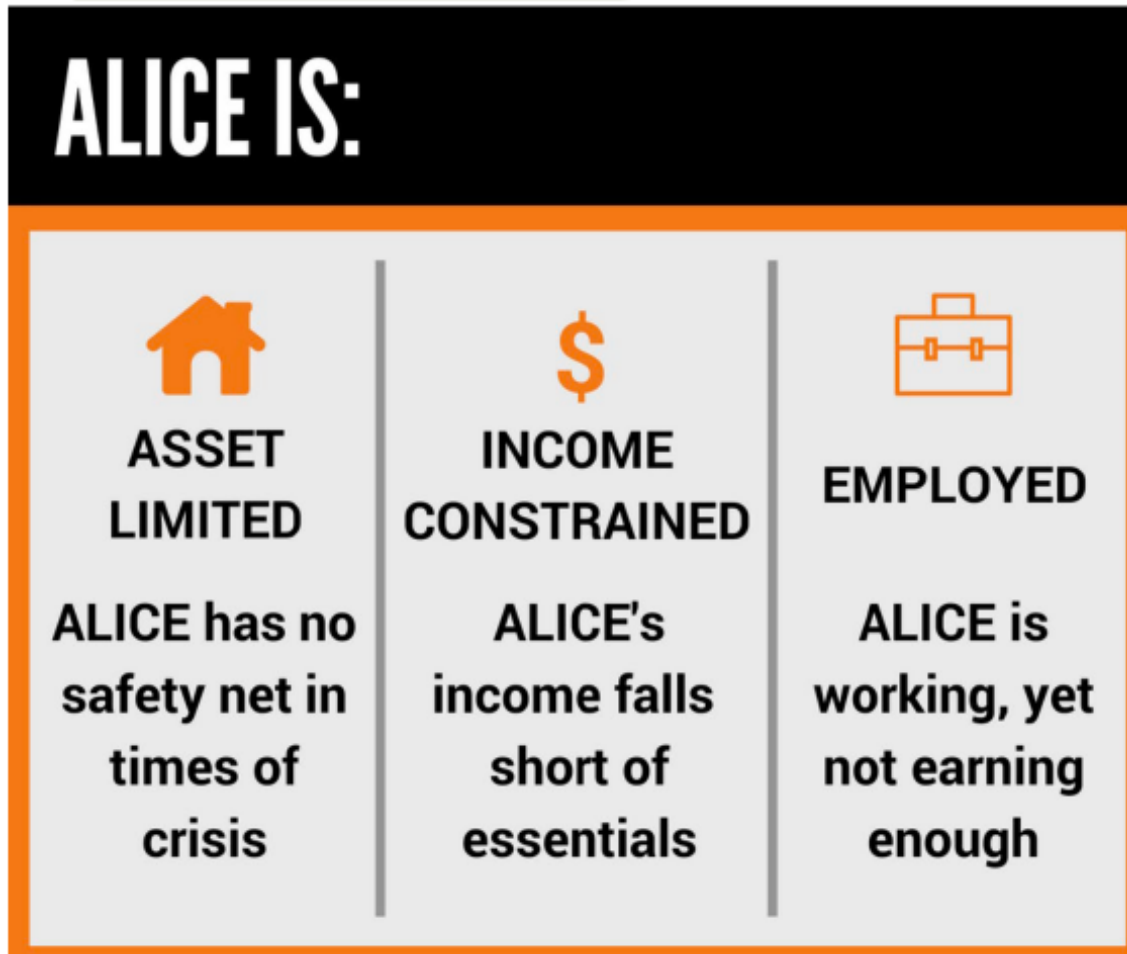 ALICE IS:
$
ASSET
LIMITED
ALICE has no
safety net in
times of
crisis
INCOME
CONSTRAINED
ALICE's
income falls
short of
essentials
EMPLOYED
ALICE is
working, yet
not earning
enough